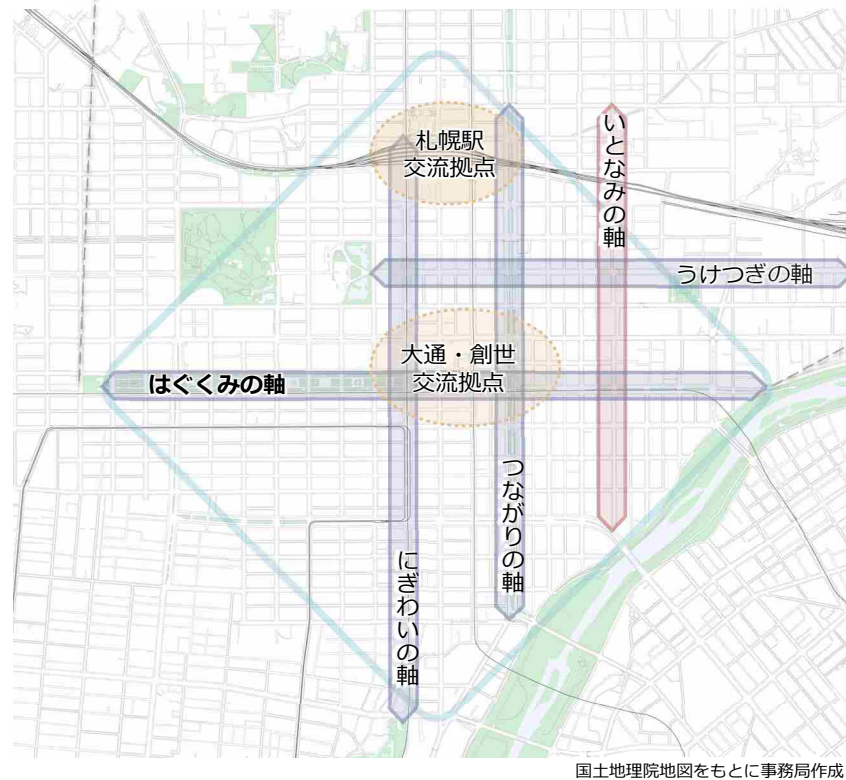 札幌駅
交流拠点
いとなみの軸
うけつぎの軸
大通・創世
交流拠点
はぐくみの軸
つながりの軸
にぎわいの軸
国土地理院地図をもとに事務局作成